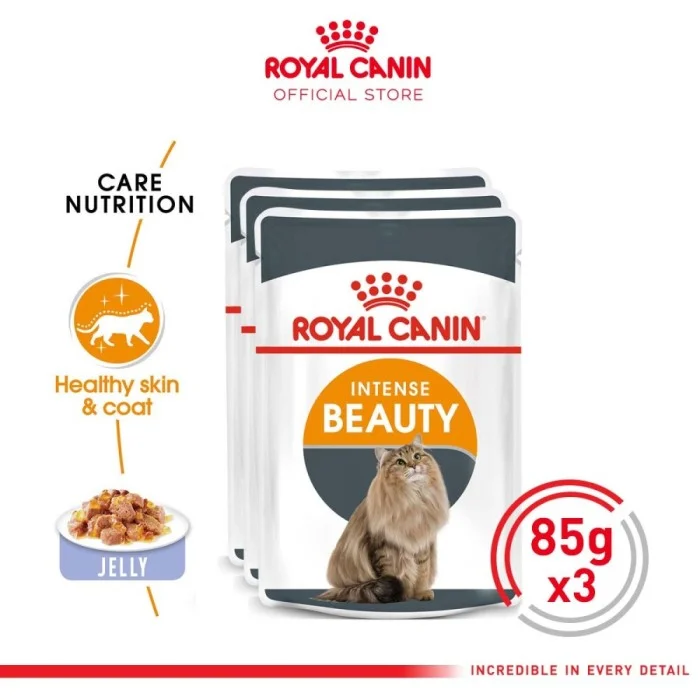 ROYAL CANIN
OFFICIAL STORE
CARE
NUTRITION
Healthy skin
& coat
JELLY
ROYAL CANIN®
INTENSE
BEAUTY
85g
x3
INCREDIBLE IN EVERY DETAIL